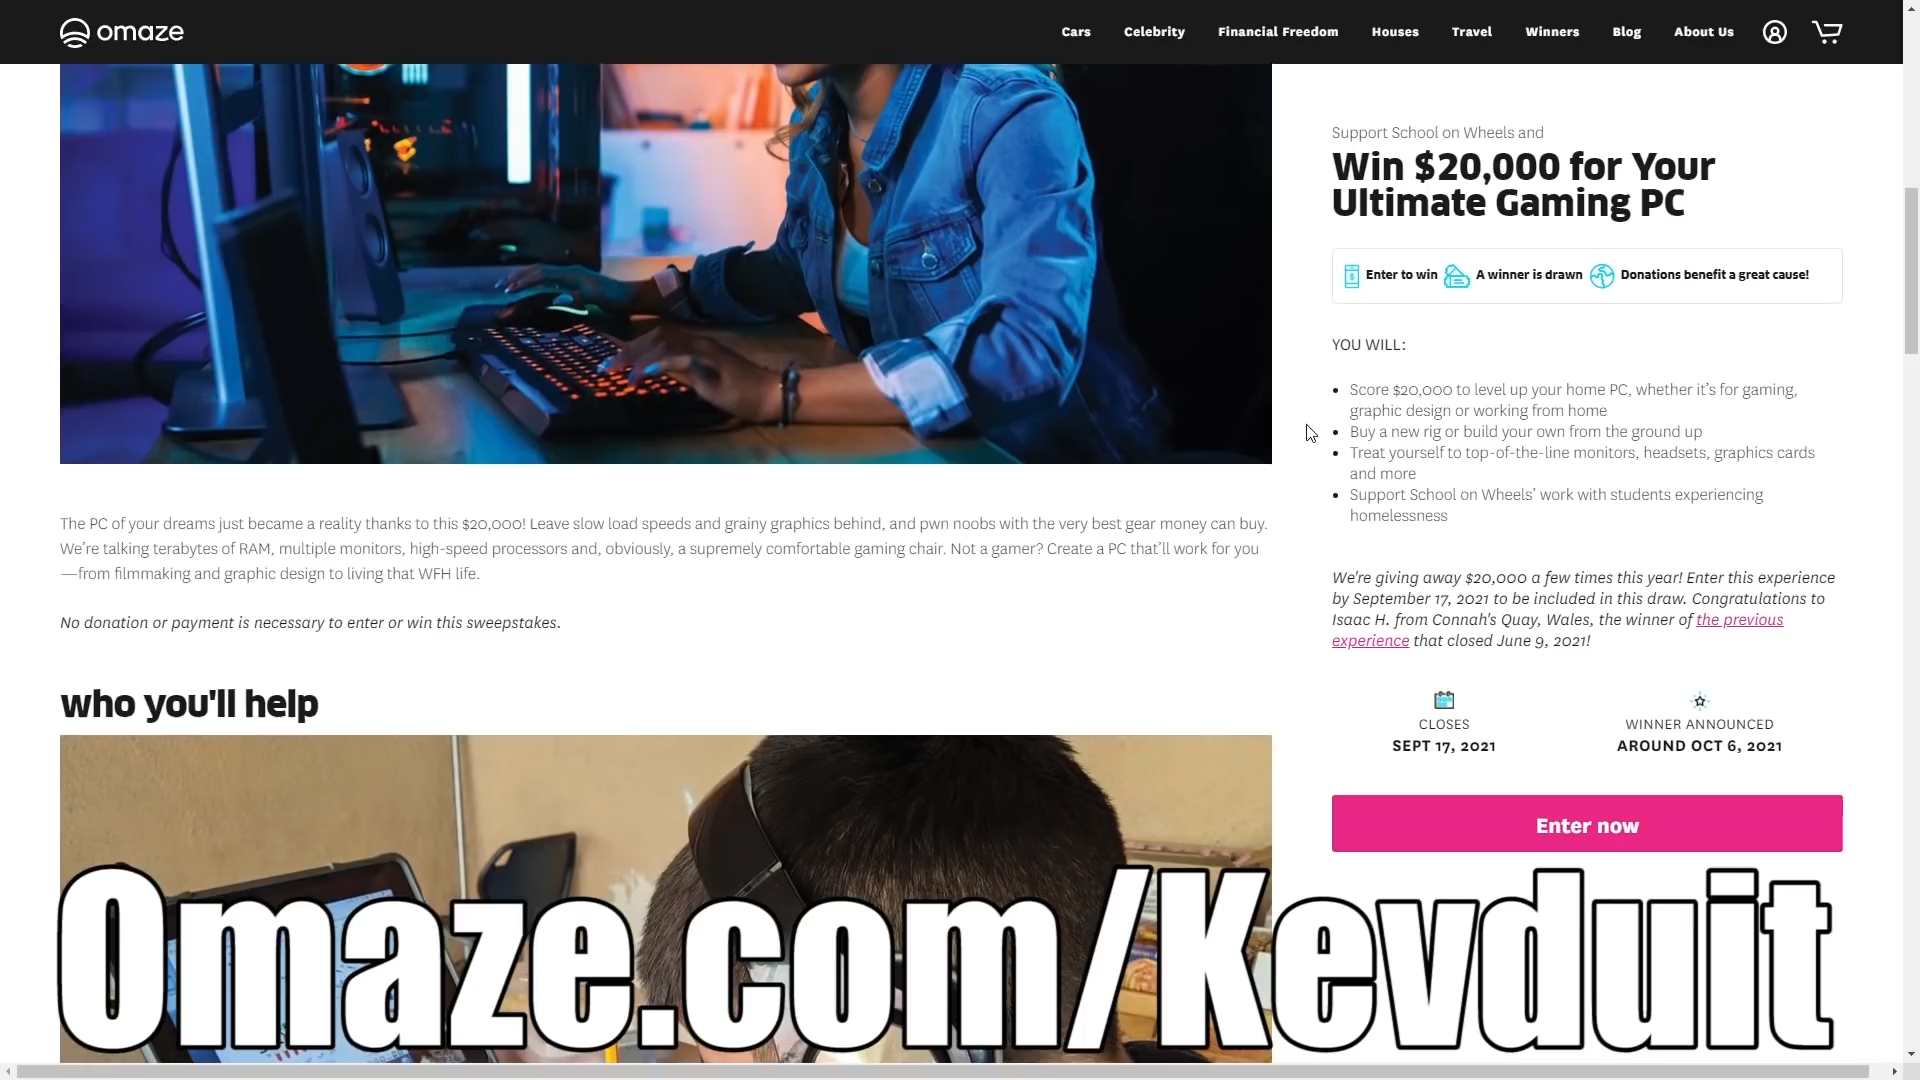 omaze
Cars Celebrity Financial Freedom Houses Travel Winners Blog About Us
Support School on Wheels and
Win $20,000 for Your
Ultimate Gaming PC
Enter to win A winner is drawn Donations benefit a great cause!
YOU WILL:
Score $20,000 to level up your home PC, whether it's for gaming,
graphic design or working from home
Buy a new rig or build your own from the ground up
Treat yourself to top-of-the-line monitors, headsets, graphics cards
and more
Support School on Wheels' work with students experiencing
homelessness
The PC of your dreams just became a reality thanks to this $20,000! Leave slow load speeds and grainy graphics behind, and pwn noobs with the very best gear money can buy.
We're talking terabytes of RAM, multiple monitors, high-speed processors and, obviously, a supremely comfortable gaming chair. Not a gamer? Create a PC that'll work for you
—from filmmaking and graphic design to living that WFH life.
No donation or payment is necessary to enter or win this sweepstakes.
We're giving away $20,000 a few times this year! Enter this experience
by September 17, 2021 to be included in this draw. Congratulations to
Isaac H. from Connah's Quay, Wales, the winner of the previous
experience that closed June 9, 2021!
who you'll help
CLOSES
SEPT 17, 2021
WINNER ANNOUNCED
AROUND OCT 6, 2021
Enter now
Omaze.com/Kevduit